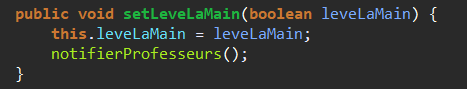 public void setLeveLaMain(boolean leveLaMain) {
    this.leveLaMain = leveLaMain;
    notifierProfesseurs();
}